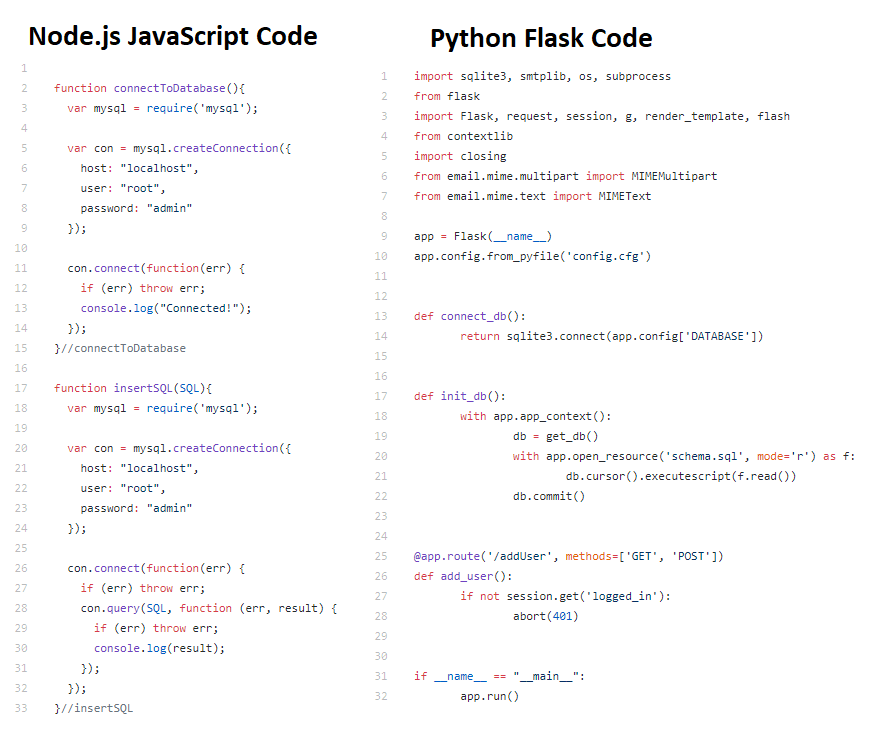 Node.js JavaScript Code
1
2 function connectToDatabase(){
3 var mysql = require('mysql');
4
5 var con = mysql.createConnection({
6 host: "localhost",
7 user: "root",
8 password: "admin"
9 });
10
11 con.connect(function(err) {
12 if (err) throw err;
13 console.log("Connected!");
14 });
15 }//connectToDatabase
16
17 function insertSQL(SQL){
18 var mysql = require('mysql');
19
20 var con = mysql.createConnection({
21 host: "localhost",
22 user: "root",
23 password: "admin"
24 });
25
26 con.connect(function(err) {
27 if (err) throw err;
28 con.query(SQL, function (err, result) {
29 if (err) throw err;
30 console.log(result);
31 });
32 });
33 }//insertSQL
Python Flask Code
1 import sqlite3, smtplib, os, subprocess
2 from flask
3 import Flask, request, session, g, render_template, flash
4 from contextlib
5 import closing
6 from email.mime.multipart import MIMEMultipart
7 from email.mime.text import MIMEText
8
9 app = Flask(__name__)
10 app.config.from_pyfile('config.cfg')
11
12
13 def connect_db():
14 return sqlite3.connect(app.config['DATABASE'])
15
16
17 def init_db():
18 with app.app_context():
19 db = get_db()
20 with app.open_resource('schema.sql', mode='r') as f:
21 db.cursor().executescript(f.read())
22 db.commit()
23
24
25 @app.route('/addUser', methods=['GET', 'POST'])
26 def add_user():
27 if not session.get('logged_in'):
28 abort(401)
29
30
31 if __name__ == "__main__":
32 app.run()